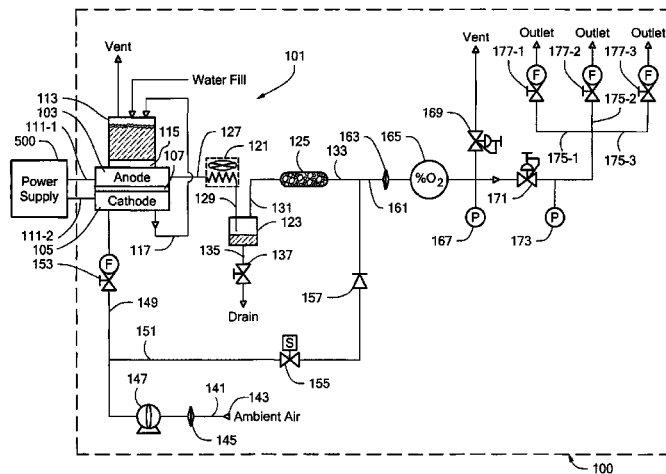 Outlet Outlet Outlet
Vent
Vent
177-1 177-2 177-3
F F F
Water Fill
101
113
103
111-1
500
115
107
127
121
125
163
165
169
175-2
133
175-1
175-3
Power
Supply
Anode
Cathode
%O2
129
131
161
171
111-2
105
153
117
123
135
137
P
167
P
173
F
149
Drain
157
151
S
155
147
141
143
Ambient Air
145
100